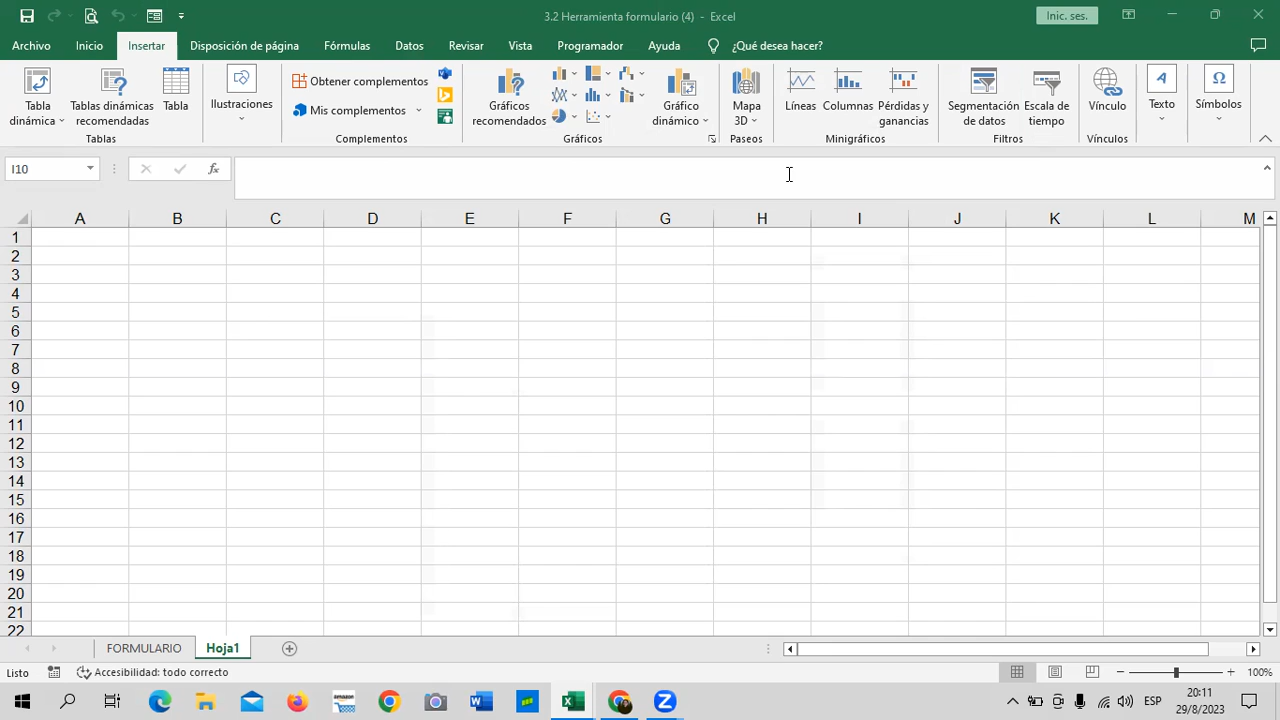 3.2 Herramienta formulario (4) - Excel
Inic. ses.
Archivo Inicio Insertar Disposición de página Fórmulas Datos Revisar Vista Programador Ayuda ¿Qué desea hacer?
Tabla dinámica
Tablas dinámicas recomendadas
Tabla
Tablas
Ilustraciones
Obtener complementos
Mis complementos
Complementos
Gráficos recomendados
Gráfico dinámico
Gráficos
Mapa 3D
Paseos
Líneas
Columnas
Pérdidas y ganancias
Minigráficos
Segmentación de datos
Escala de tiempo
Filtros
Vínculo
Vínculos
Texto
Símbolos
I10
fx
A B C D E F G H I J K L M
1
2
3
4
5
6
7
8
9
10
11
12
13
14
15
16
17
18
19
20
21
22
FORMULARIO Hoja1
Listo Accesibilidad: todo correcto 100%
ESP
20:11
29/8/2023